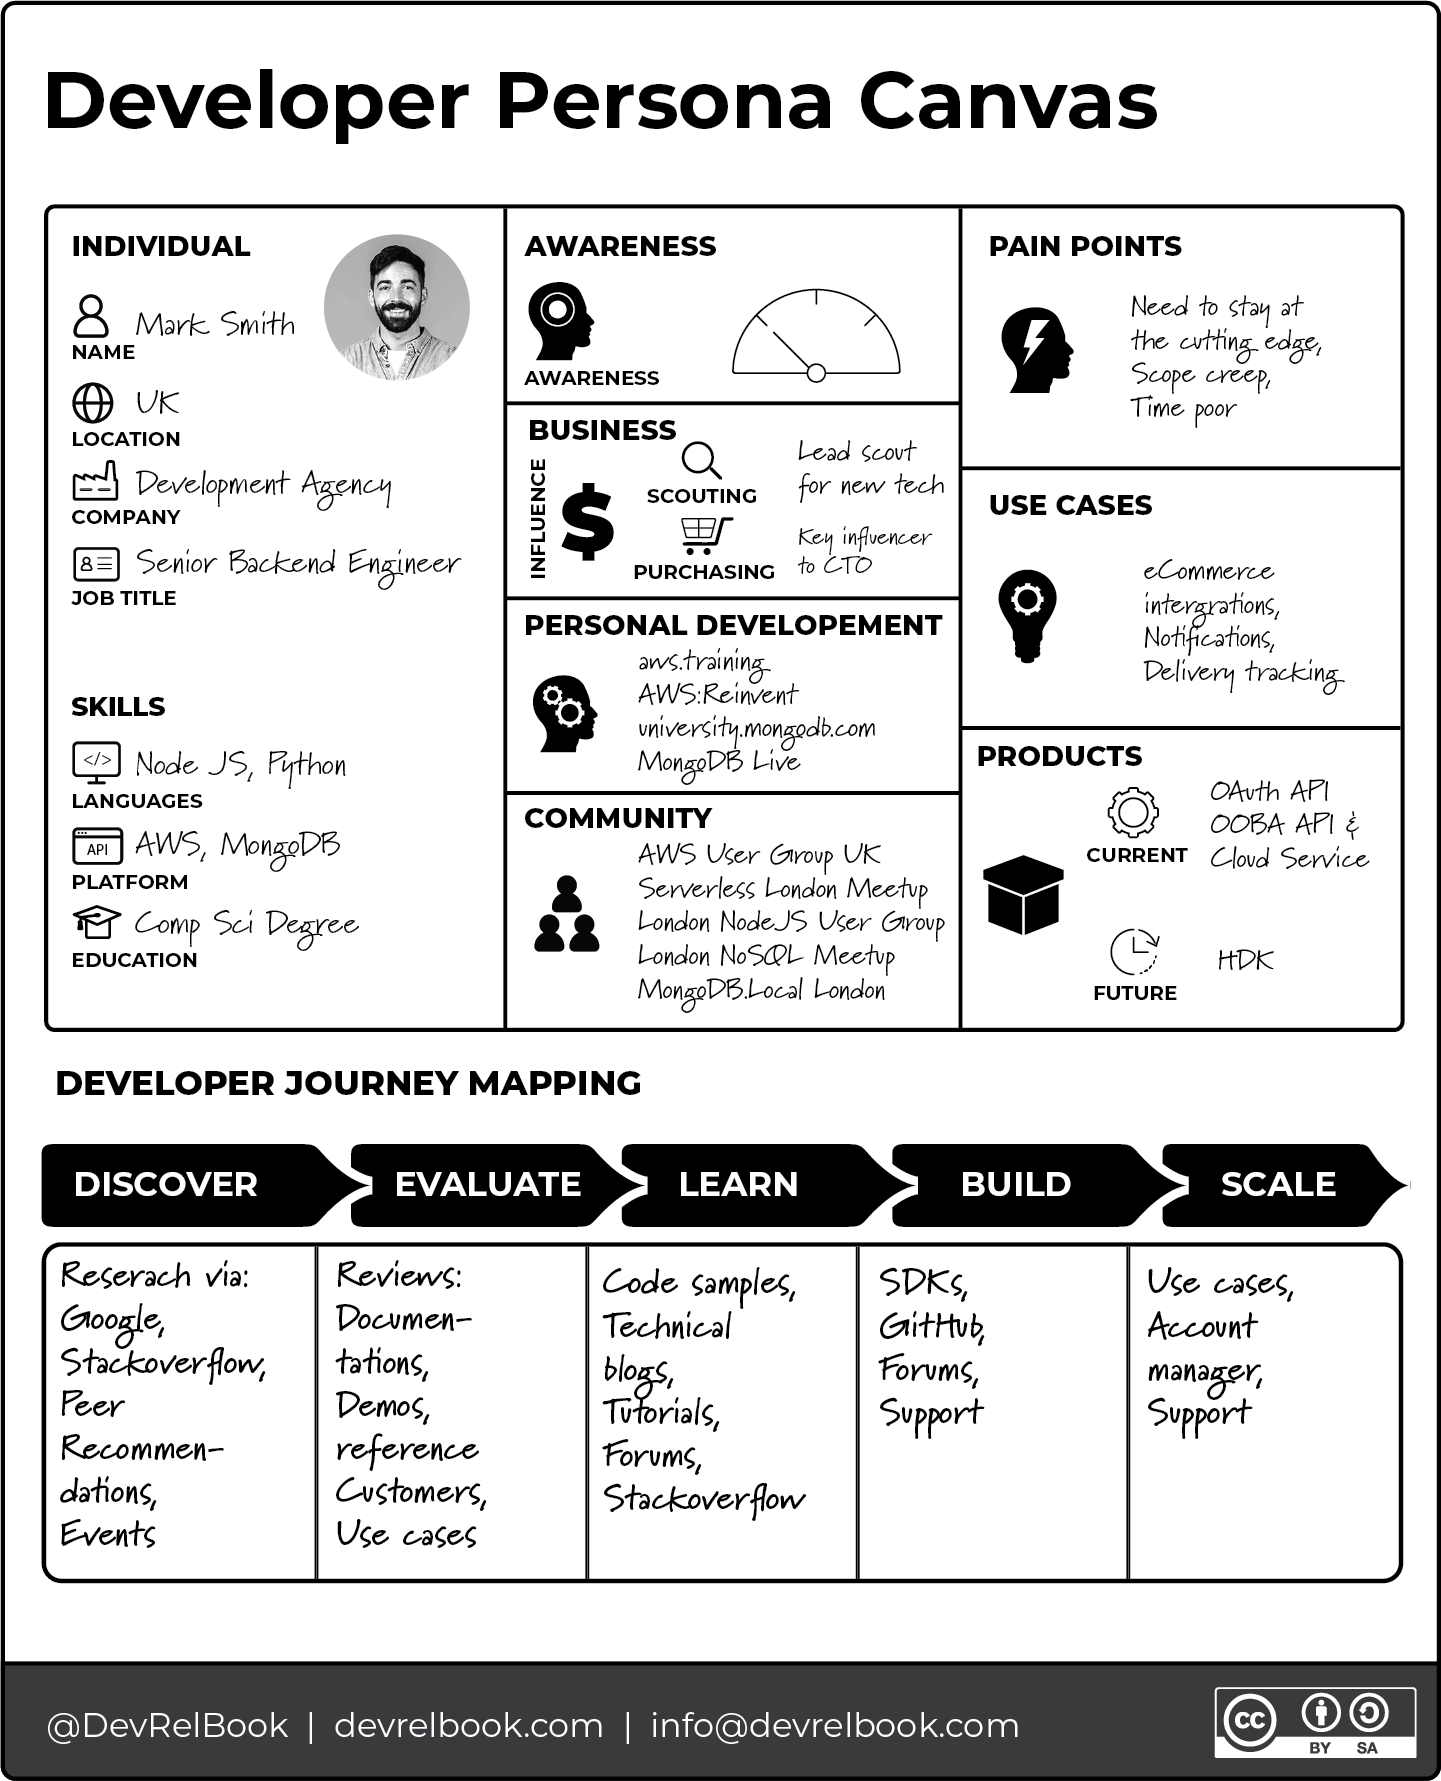 Developer Persona Canvas
INDIVIDUAL
Mark Smith
NAME
UK
LOCATION
Development Agency
COMPANY
Senior Backend Engineer
JOB TITLE
SKILLS
</>
Node JS, Python
LANGUAGES
API
AWS, MongoDB
PLATFORM
Comp Sci Degree
EDUCATION
AWARENESS
AWARENESS
BUSINESS
INFLUENCE
$
SCOUTING
Lead scout
for new tech
PURCHASING
Key influencer
to CTO
PERSONAL DEVELOPEMENT
aws.training
AWS:Reinvent
university.mongodb.com
MongoDB Live
COMMUNITY
AWS User Group UK
Serverless London Meetup
London NodeJS User Group
London NoSQL Meetup
MongoDB.Local London
PAIN POINTS
Need to stay at
the cutting edge,
Scope creep,
Time poor
USE CASES
eCommerce
intergrations,
Notifications,
Delivery tracking
PRODUCTS
CURRENT
OAuth API
OOBA API &
Cloud Service
FUTURE
HDK
DEVELOPER JOURNEY MAPPING
DISCOVER
EVALUATE
LEARN
BUILD
SCALE
Reserach via:
Google,
Stackoverflow,
Peer
Recommen-
dations,
Events
Reviews:
Documen-
tations,
Demos,
reference
Customers,
Use cases
Code samples,
Technical
blogs,
Tutorials,
Forums,
Stackoverflow
SDKs,
GitHub,
Forums,
Support
Use cases,
Account
manager,
Support
@DevRelBook | devrelbook.com | info@devrelbook.com
cc
BY SA